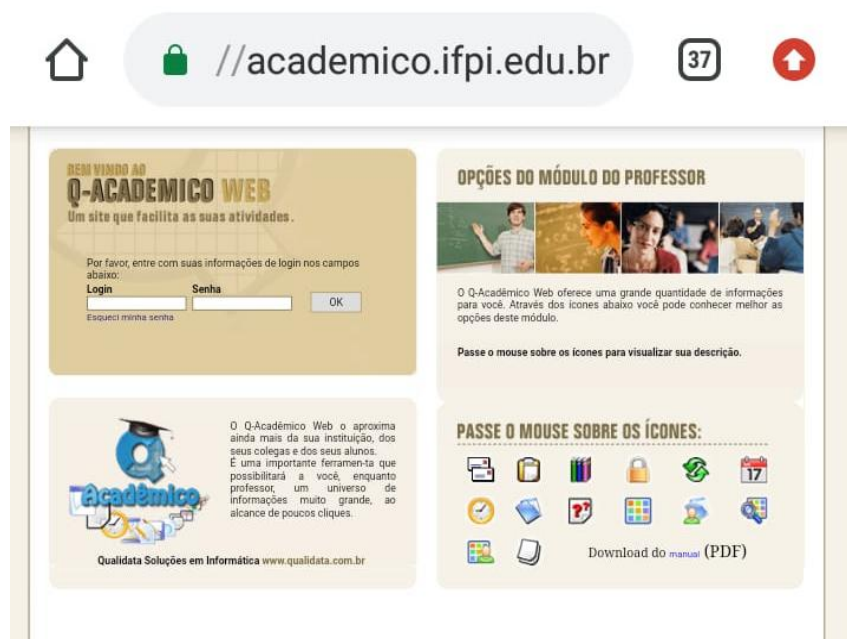 //academico.ifpi.edu.br
37
BEM VINDO AO
Q-ACADEMICO WEB
Um site que facilita as suas atividades.
Por favor, entre com suas informações de login nos campos
abaixo:
Login Senha
OK
Esqueci minha senha
OPÇÕES DO MÓDULO DO PROFESSOR
O Q-Acadêmico Web oferece uma grande quantidade de informações
para você. Através dos ícones abaixo você pode conhecer melhor as
opções deste módulo.
Passe o mouse sobre os ícones para visualizar sua descrição.
Q
Acadêmico
O Q-Acadêmico Web o aproxima
ainda mais da sua instituição, dos
seus colegas e dos seus alunos.
É uma importante ferramen-ta que
possibilitará a você, enquanto
professor, um universo de
informações muito grande, ao
alcance de poucos cliques.
Qualidata Soluções em Informática www.qualidata.com.br
PASSE O MOUSE SOBRE OS ÍCONES:
17
??
Download do manual (PDF)